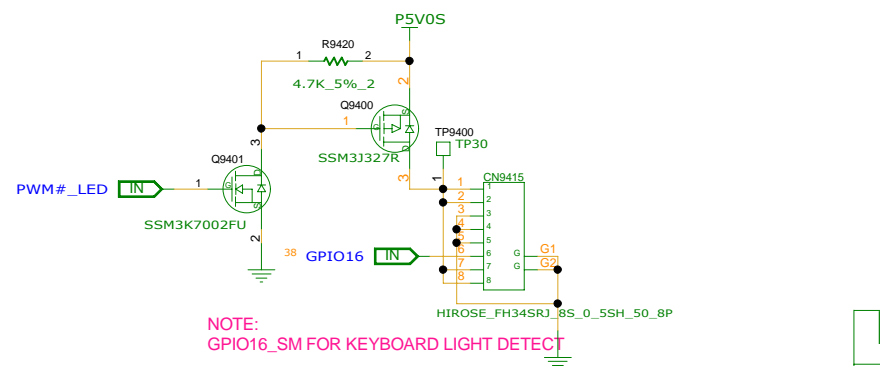 P5V0S
R9420
1 2
4.7K_5%_2
2
Q9400
1
G
S
D
SSM3J327R
3
TP9400
TP30
1
3
Q9401
PWM#_LED IN 1
G
D
S
SSM3K7002FU
2
CN9415
1 1
2 2
3 3
4 4
5 5
38 GPIO16 IN 6 6
7 7
8 8
G G1
G G2
HIROSE_FH34SRJ_8S_0_5SH_50_8P
NOTE:
GPIO16_SM FOR KEYBOARD LIGHT DETECT